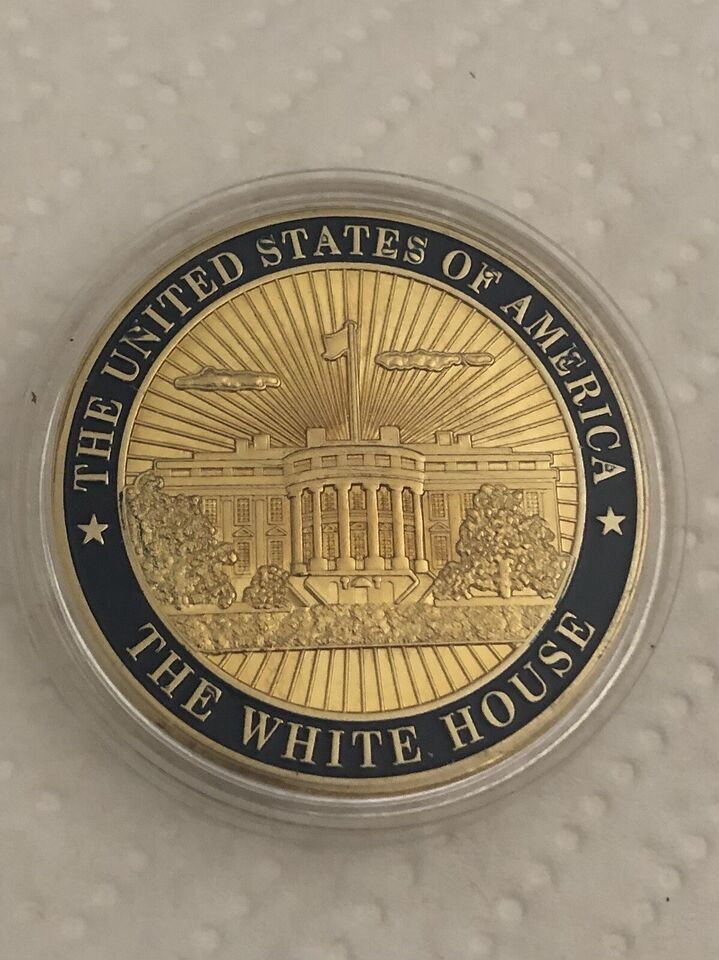 THE UNITED STATES OF AMERICA
THE WHITE HOUSE